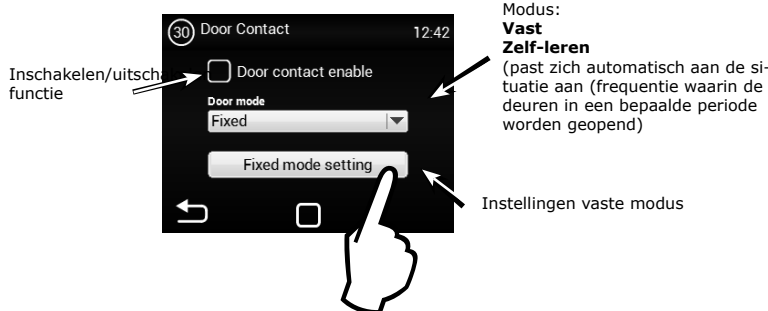 Modus:
Vast
Zelf-leren
(past zich automatisch aan de si-
tuatie aan (frequentie waarin de
deuren in een bepaalde periode
worden geopend)
30 Door Contact 12:42
Inschakelen/uitsch
functie
Door contact enable
Door mode
Fixed
Fixed mode setting
Instellingen vaste modus